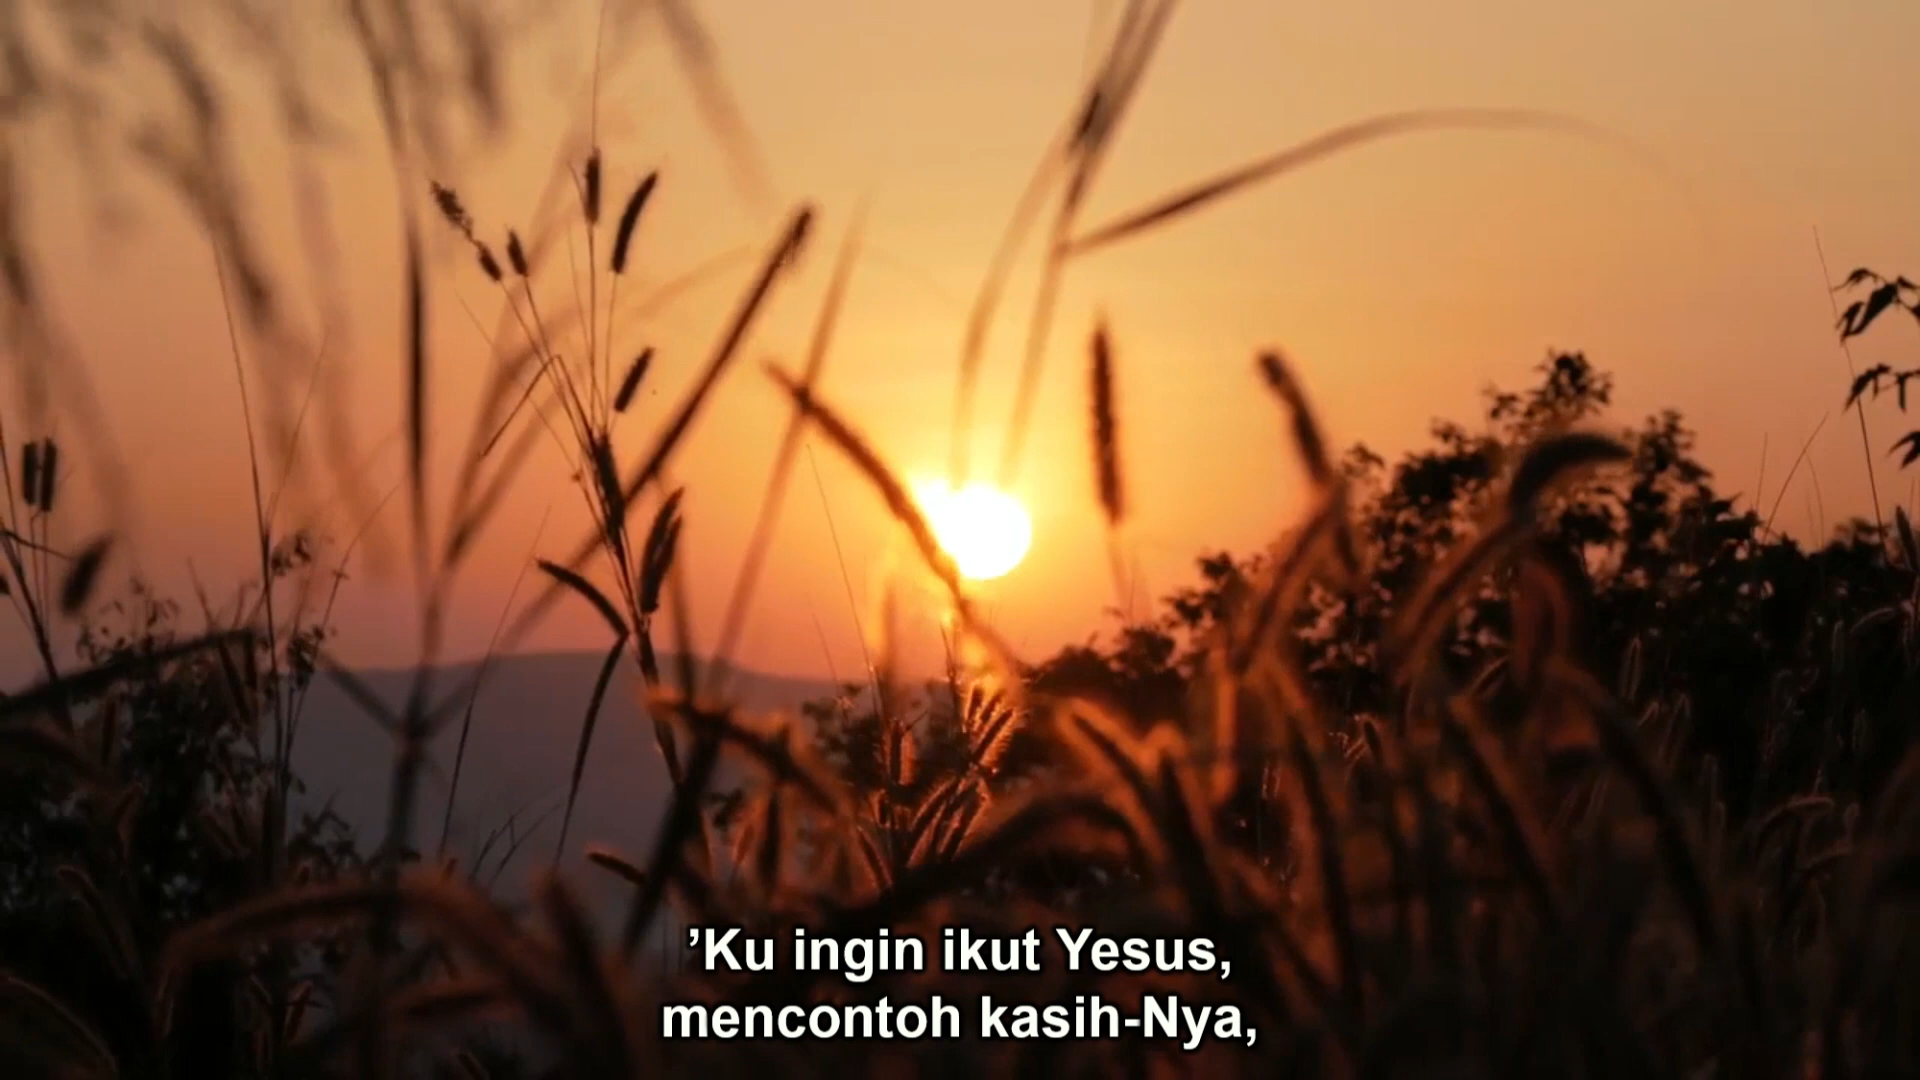 ’Ku ingin ikut Yesus,
mencontoh kasih-Nya,